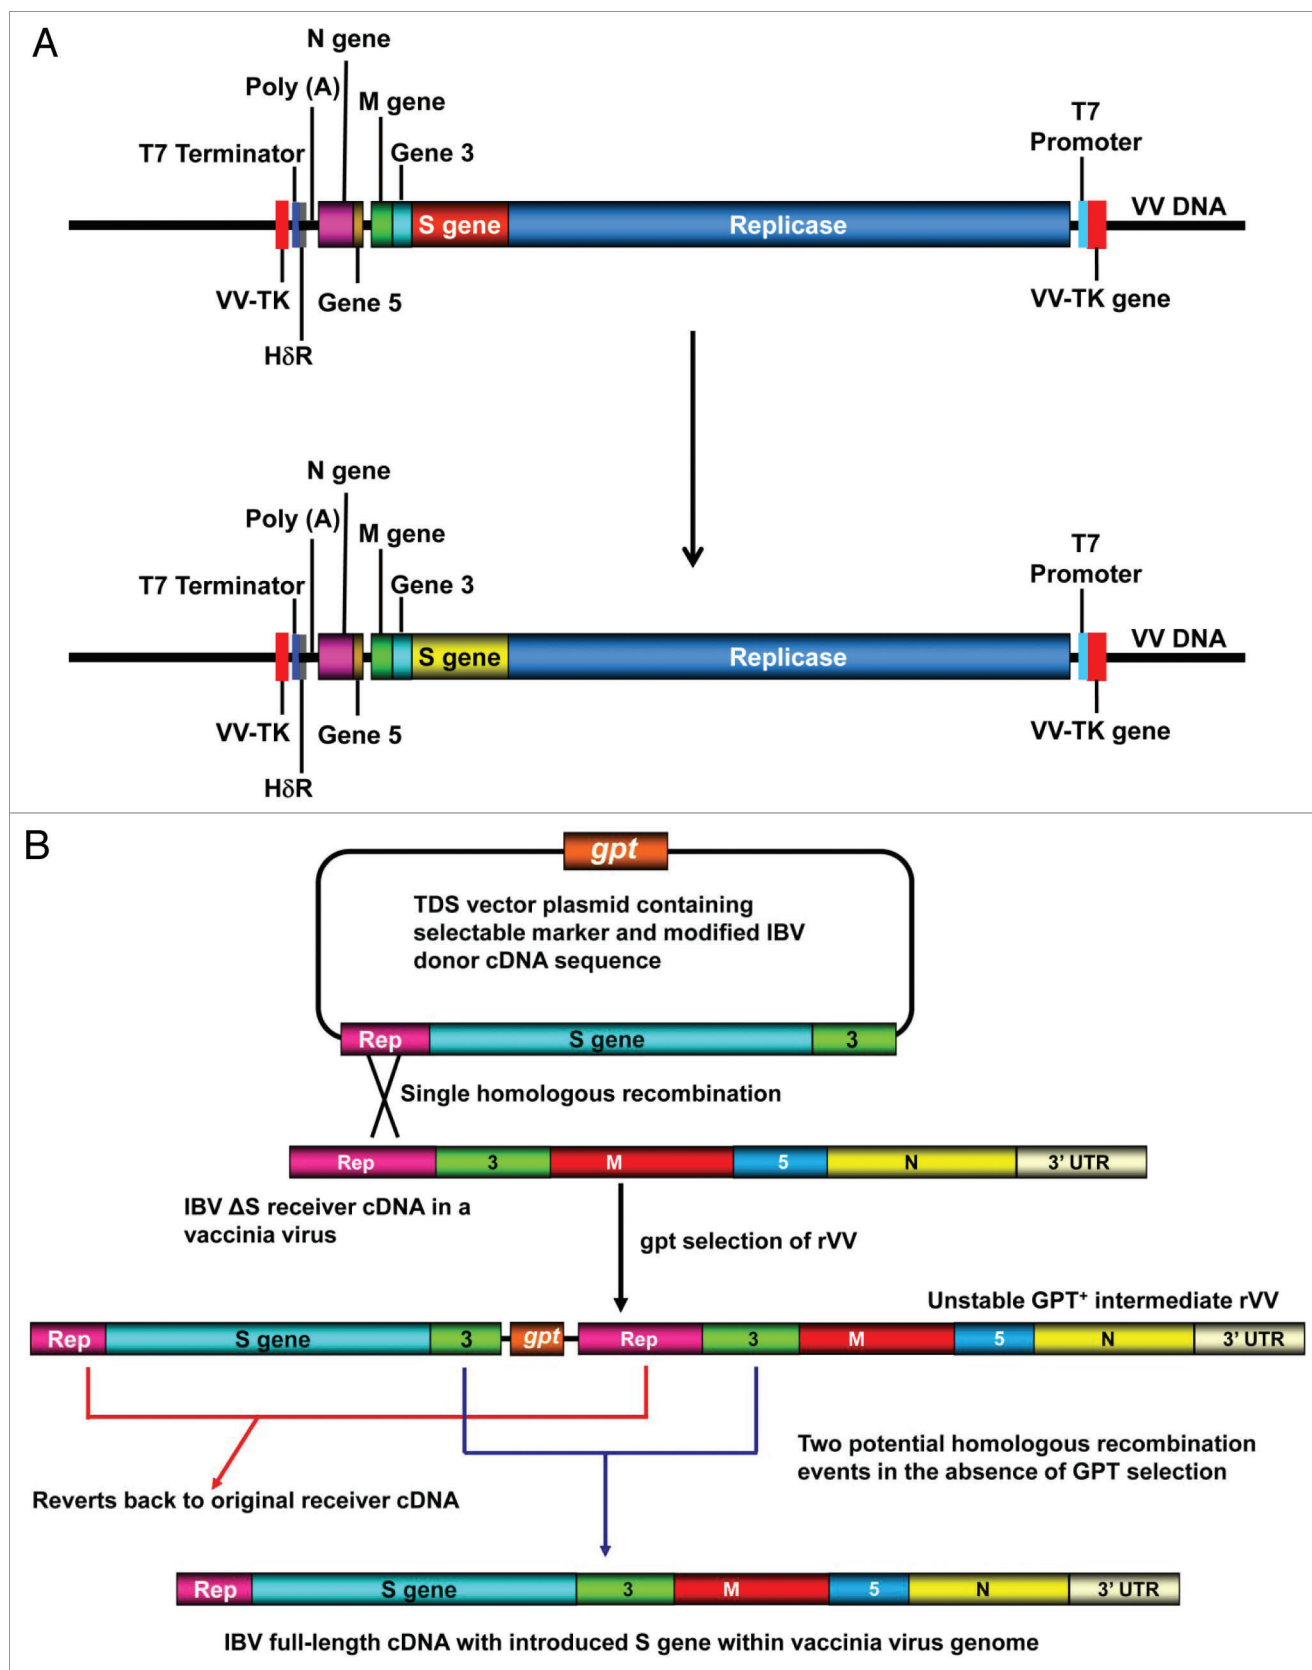 A
N gene
Poly (A)
M gene
T7 Terminator
Gene 3
T7
Promoter
VV DNA
S gene
Replicase
VV-TK
Gene 5
VV-TK gene
HδR
N gene
Poly (A)
M gene
T7 Terminator
Gene 3
T7
Promoter
VV DNA
S gene
Replicase
VV-TK
Gene 5
VV-TK gene
HδR
B
gpt
TDS vector plasmid containing
selectable marker and modified IBV
donor cDNA sequence
Rep S gene 3
Single homologous recombination
Rep 3 M 5 N 3' UTR
IBV ΔS receiver cDNA in a
vaccinia virus
gpt selection of rVV
Unstable GPT⁺ intermediate rVV
Rep S gene 3 gpt Rep 3 M 5 N 3' UTR
Two potential homologous recombination
events in the absence of GPT selection
Reverts back to original receiver cDNA
Rep S gene 3 M 5 N 3' UTR
IBV full-length cDNA with introduced S gene within vaccinia virus genome